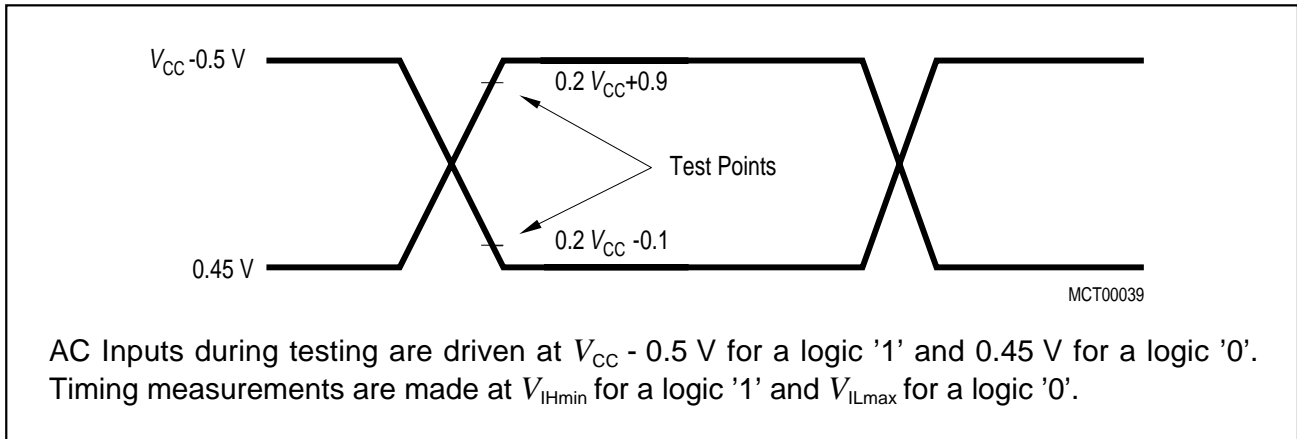 VCC -0.5 V
0.2 VCC+0.9
Test Points
0.2 VCC -0.1
0.45 V
MCT00039
AC Inputs during testing are driven at VCC - 0.5 V for a logic ’1’ and 0.45 V for a logic ’0’.
Timing measurements are made at VIHmin for a logic ’1’ and VILmax for a logic ’0’.